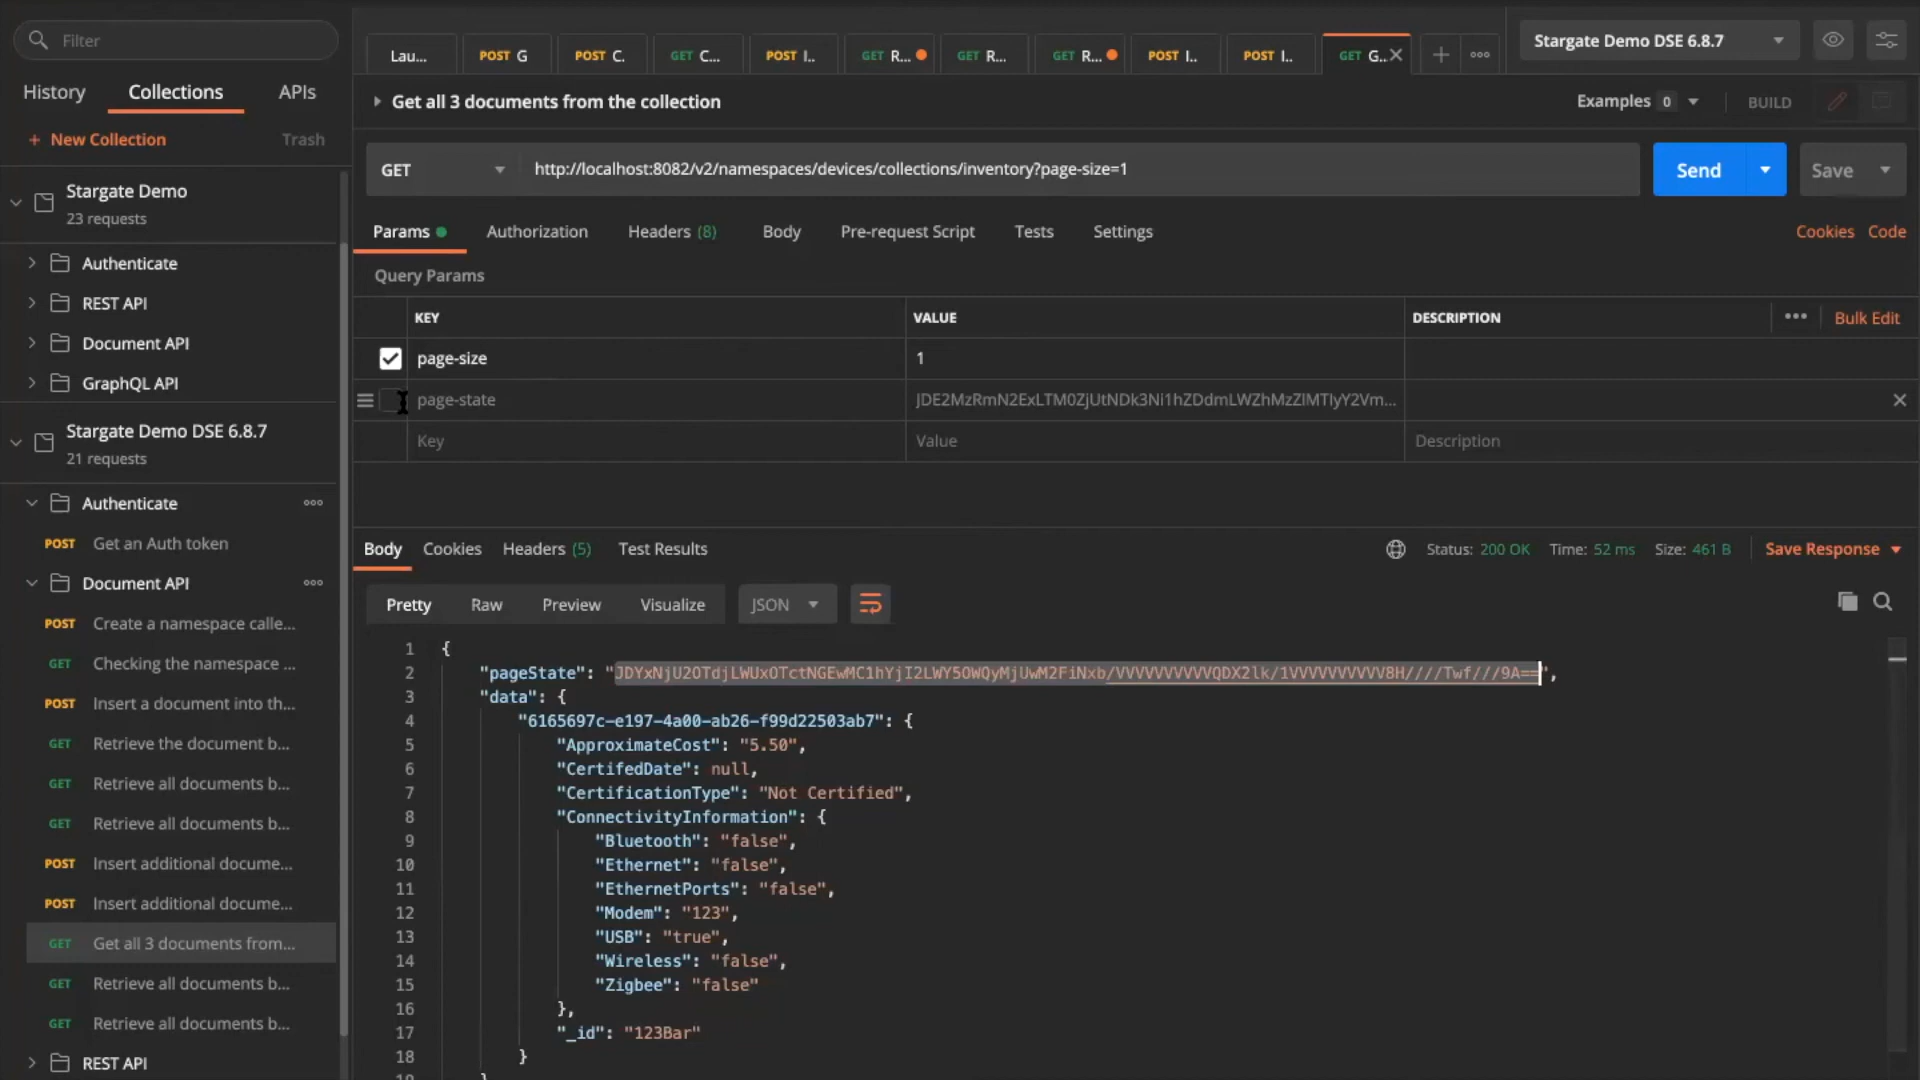 Filter
History Collections APIs
+ New Collection Trash
Stargate Demo
23 requests
Authenticate
REST API
Document API
GraphQL API
Stargate Demo DSE 6.8.7
21 requests
Authenticate
POST Get an Auth token
Document API
POST Create a namespace calle...
GET Checking the namespace ...
POST Insert a document into th...
GET Retrieve the document b...
GET Retrieve all documents b...
GET Retrieve all documents b...
POST Insert additional docume...
POST Insert additional docume...
GET Get all 3 documents from...
GET Retrieve all documents b...
GET Retrieve all documents b...
REST API
Lau... POST G POST C. GET C... POST I.. GET R... GET R... GET R... POST I.. POST I.. GET G..
Stargate Demo DSE 6.8.7
Get all 3 documents from the collection Examples 0 BUILD
GET http://localhost:8082/v2/namespaces/devices/collections/inventory?page-size=1 Send Save
Params Authorization Headers (8) Body Pre-request Script Tests Settings Cookies Code
Query Params
KEY VALUE DESCRIPTION Bulk Edit
page-size 1
page-state JDE2MzRmN2ExLTM0ZjUtNDk3Ni1hZDdmLWZhMzZlMTIyY2Vm...
Key Value Description
Body Cookies Headers (5) Test Results Status: 200 OK Time: 52 ms Size: 461 B Save Response
Pretty Raw Preview Visualize JSON
1 {
2 "pageState": "JDYxNjU2OTdjLWUxOTctNGEwMC1hYjI2LWY5OWQyMjUwM2FiNxb/VVVVVVVVVVQDX2lk/1VVVVVVVVVV8H////Twf///9A==",
3 "data": {
4 "6165697c-e197-4a00-ab26-f99d22503ab7": {
5 "ApproximateCost": "5.50",
6 "CertifedDate": null,
7 "CertificationType": "Not Certified",
8 "ConnectivityInformation": {
9 "Bluetooth": "false",
10 "Ethernet": "false",
11 "EthernetPorts": "false",
12 "Modem": "123",
13 "USB": "true",
14 "Wireless": "false",
15 "Zigbee": "false"
16 },
17 "_id": "123Bar"
18 }